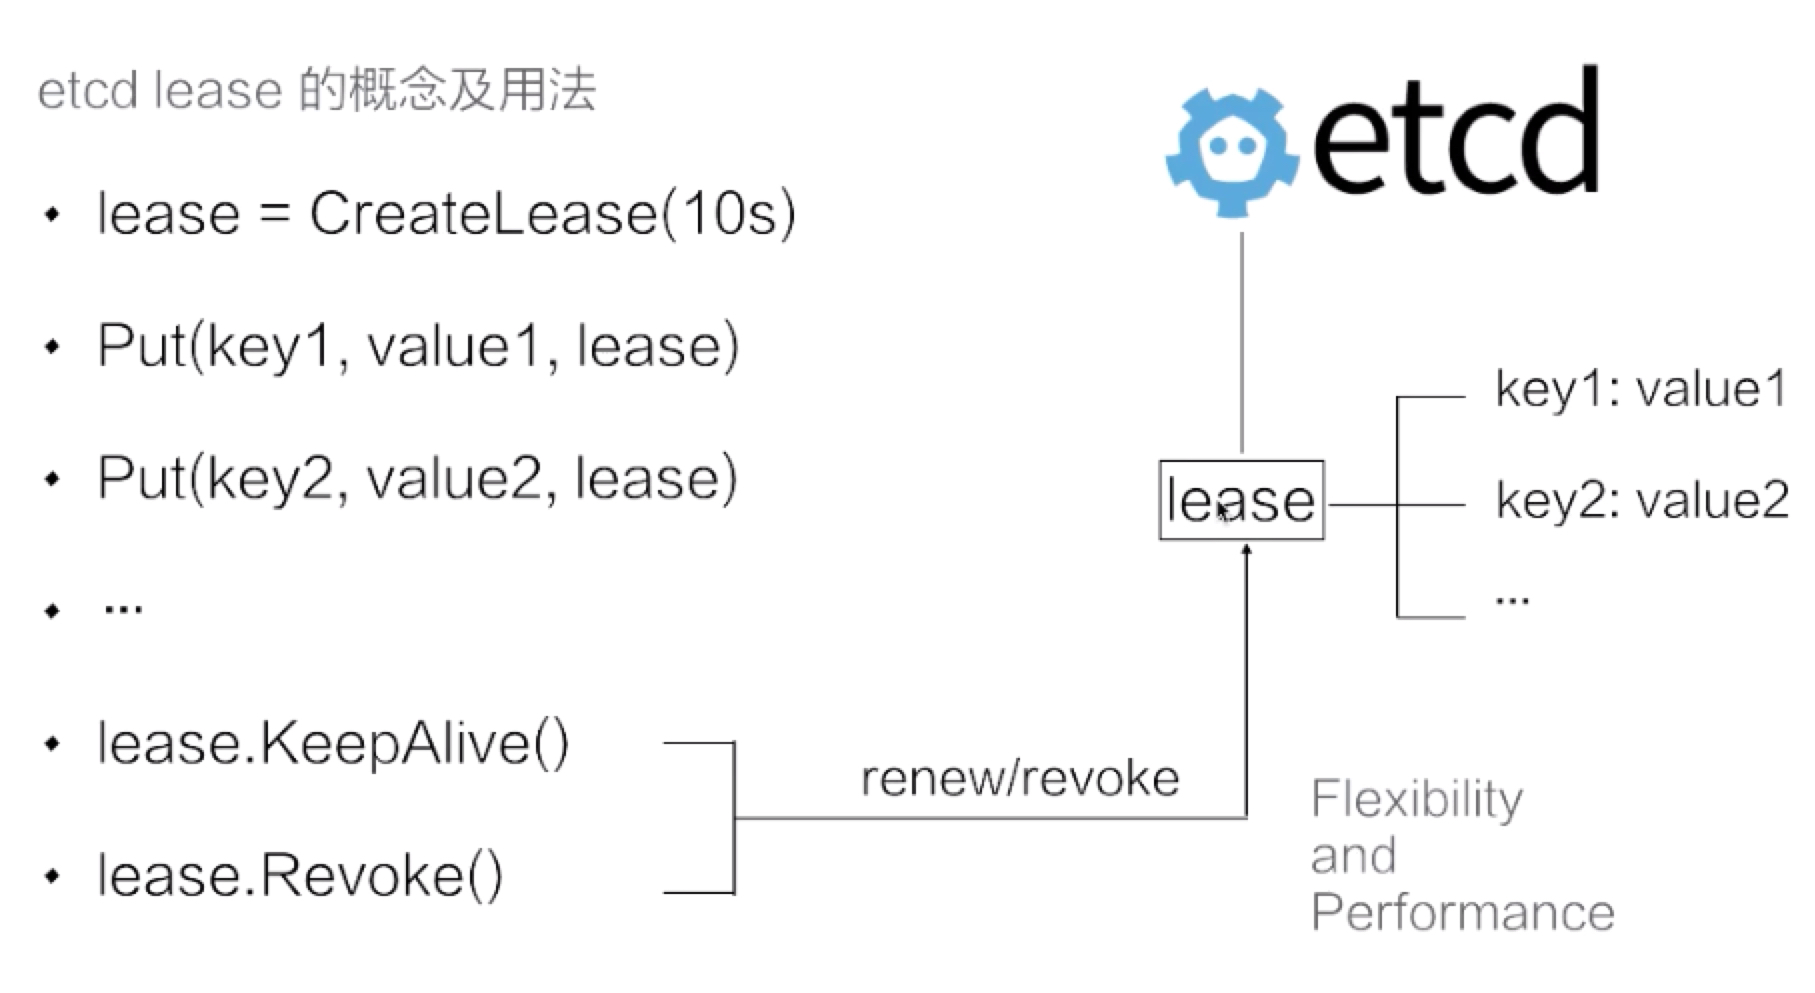 etcd lease 的概念及用法
etcd
lease = CreateLease(10s)
Put(key1, value1, lease)
Put(key2, value2, lease)
...
lease.KeepAlive()
lease.Revoke()
renew/revoke
lease
key1: value1
key2: value2
...
Flexibility
and
Performance